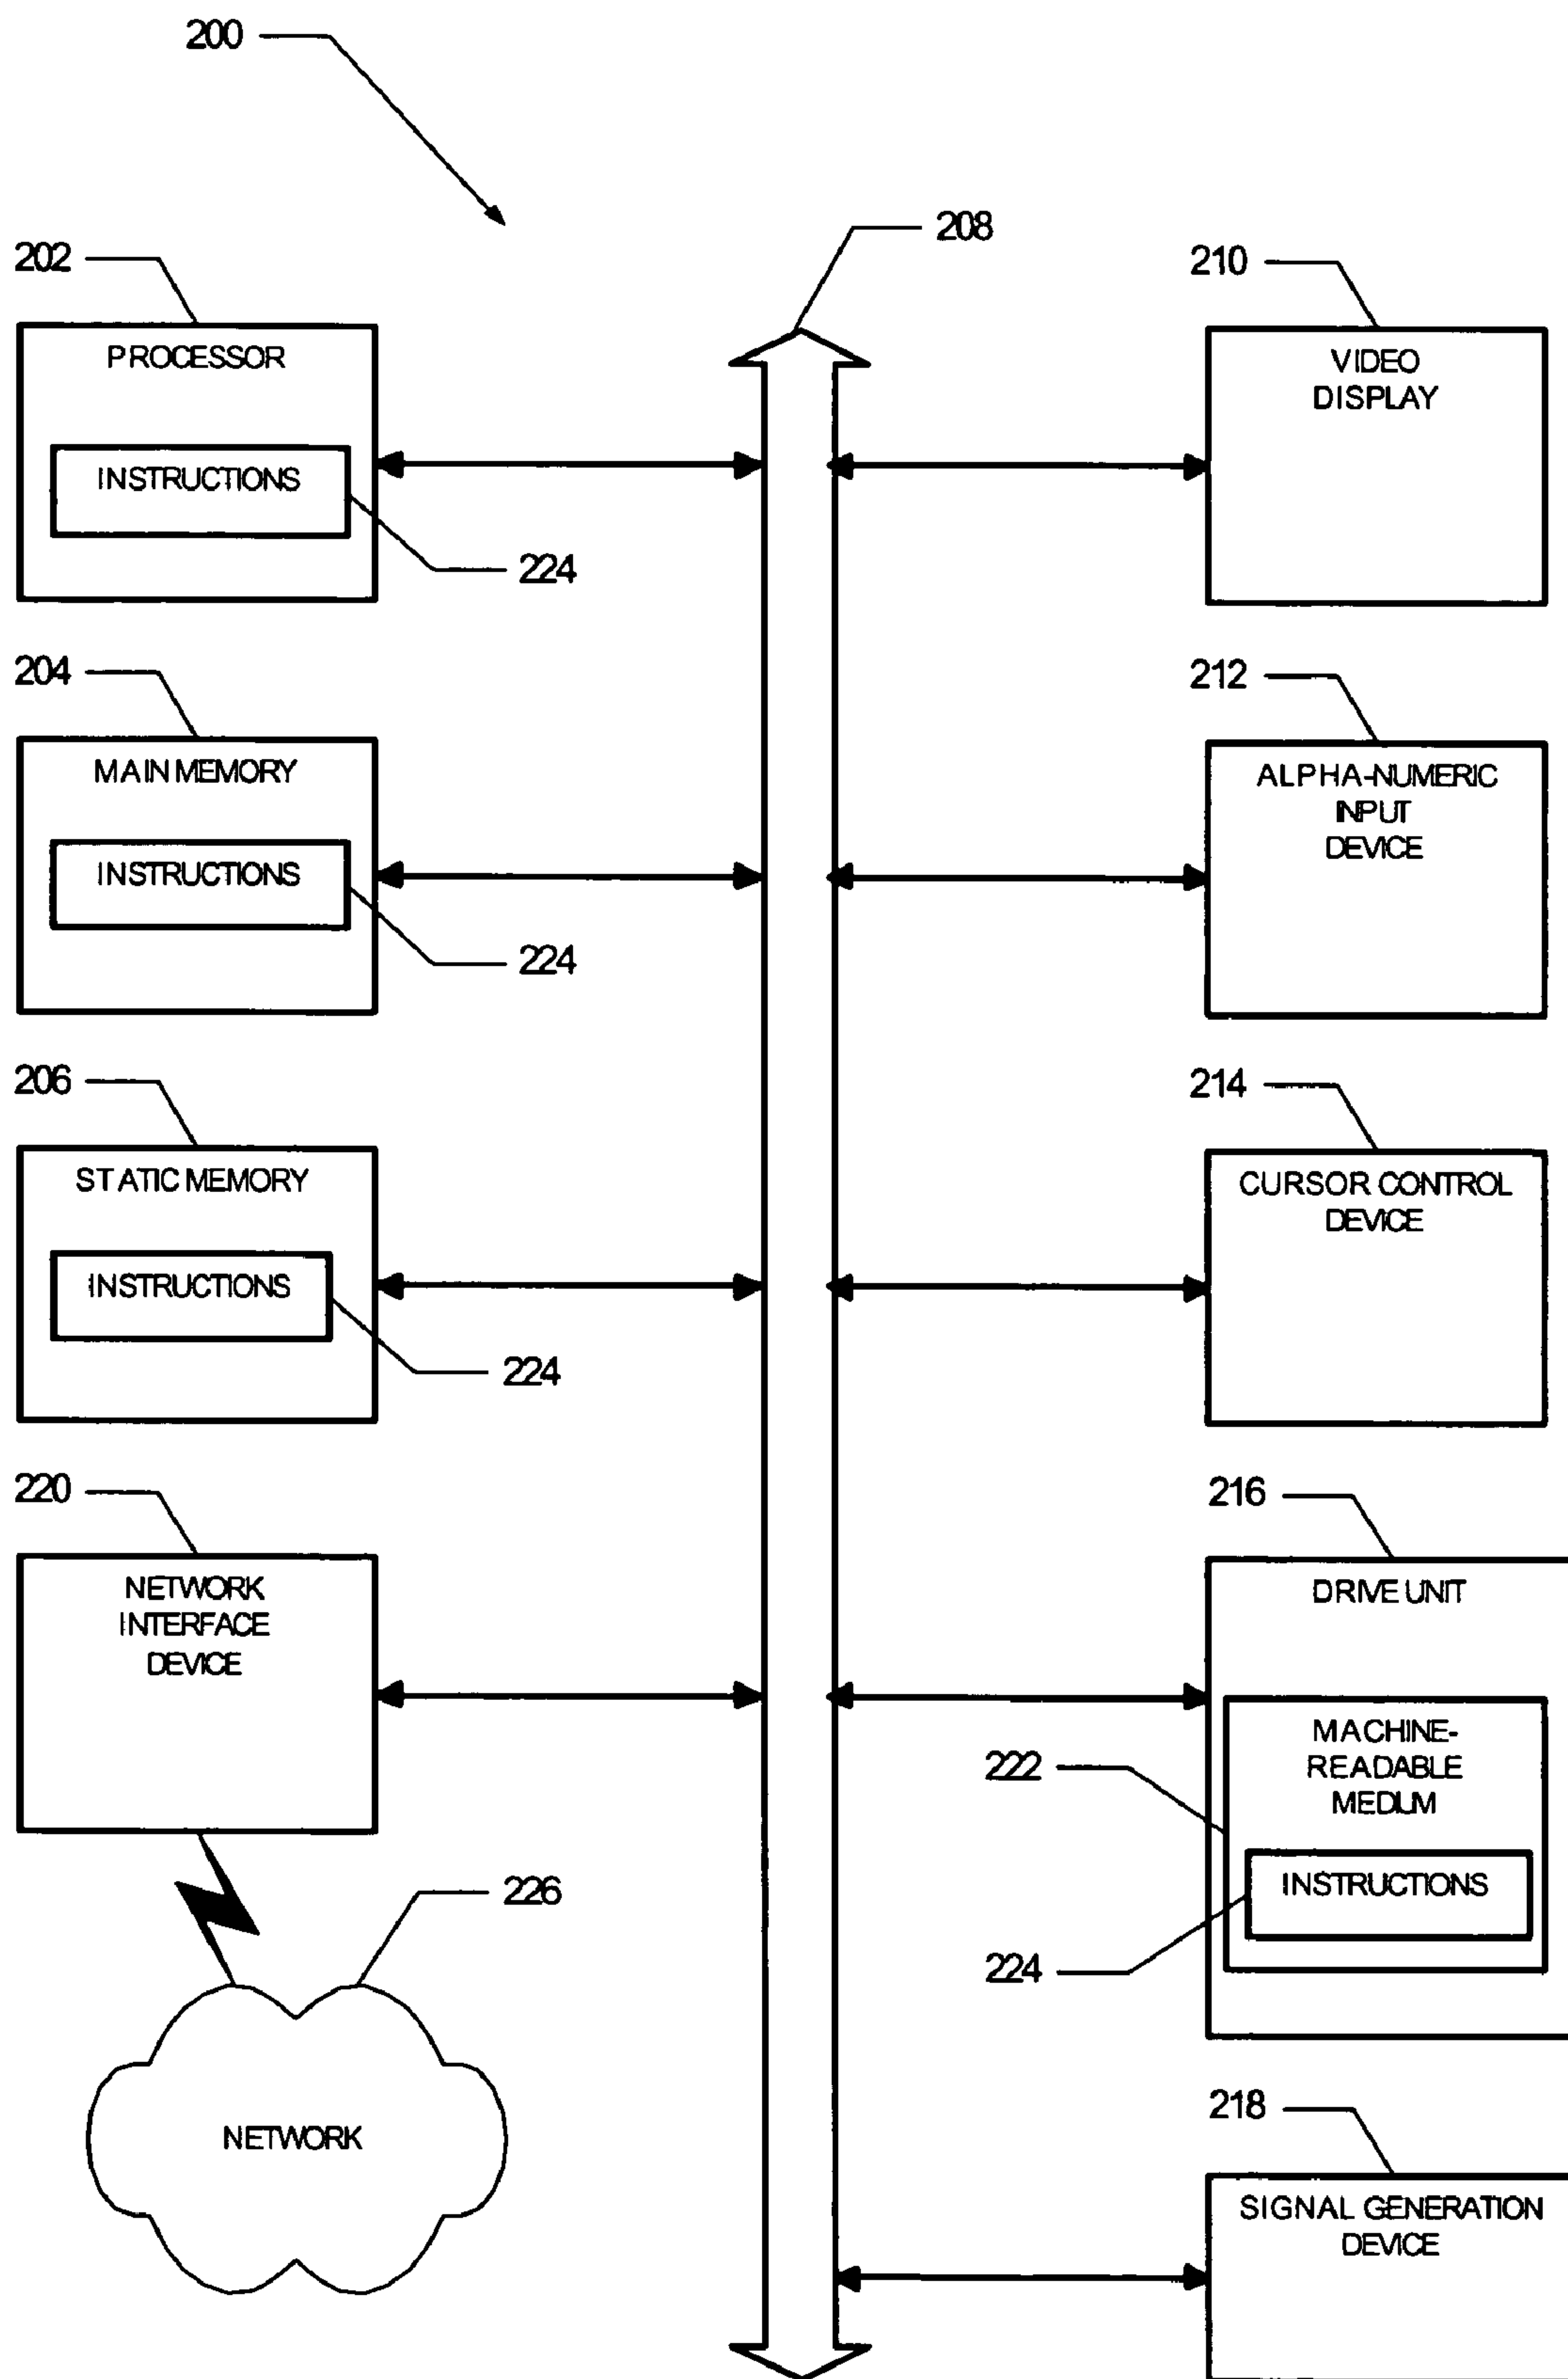 200
208
202
PROCESSOR
INSTRUCTIONS
224
210
VIDEO
DISPLAY
204
MAIN MEMORY
INSTRUCTIONS
224
212
ALPHA-NUMERIC
INPUT
DEVICE
206
STATIC MEMORY
INSTRUCTIONS
224
214
CURSOR CONTROL
DEVICE
220
NETWORK
INTERFACE
DEVICE
216
DRIVE UNIT
222
MACHINE-
READABLE
MEDIUM
INSTRUCTIONS
224
226
NETWORK
218
SIGNAL GENERATION
DEVICE